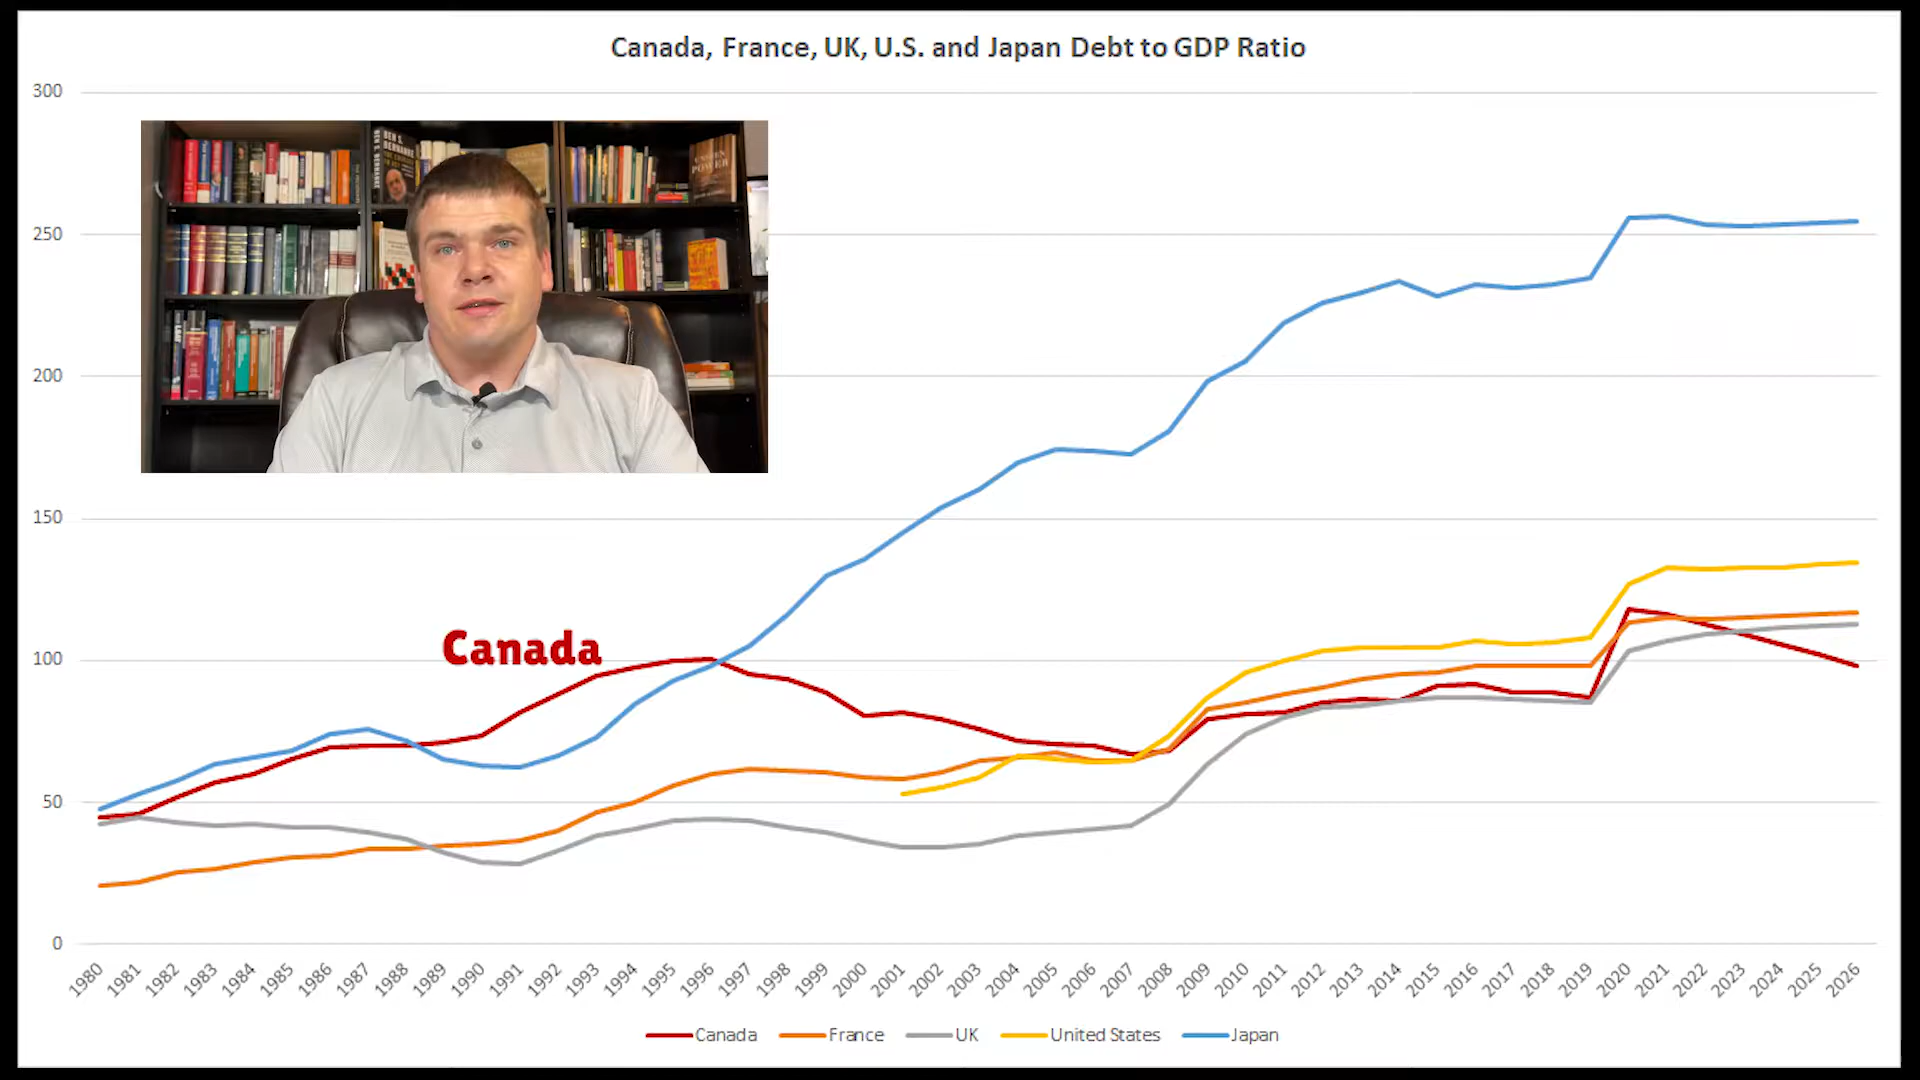 Canada, France, UK, U.S. and Japan Debt to GDP Ratio
300
250
200
150
100
50
0
BEN S.
BERNANKE
Canada
1980 1981 1982 1983 1984 1985 1986 1987 1988 1989 1990 1991 1992 1993 1994 1995 1996 1997 1998 1999 2000 2001 2002 2003 2004 2005 2006 2007 2008 2009 2010 2011 2012 2013 2014 2015 2016 2017 2018 2019 2020 2021 2022 2023 2024 2025 2026
Canada France UK United States Japan